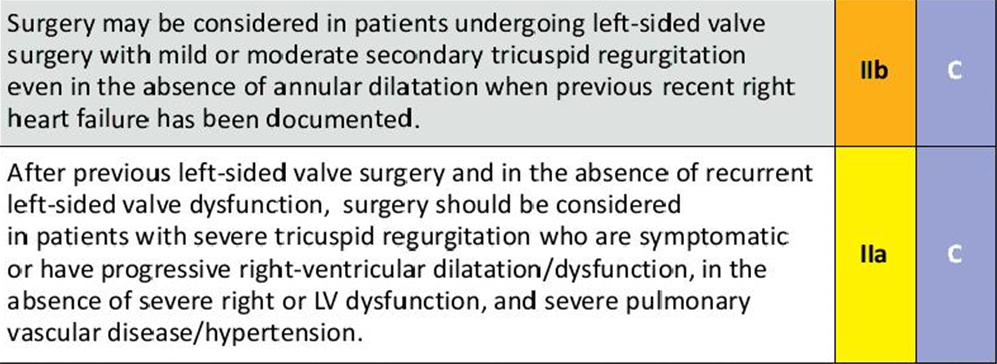 Surgery may be considered in patients undergoing left-sided valve
surgery with mild or moderate secondary tricuspid regurgitation
even in the absence of annular dilatation when previous recent right
heart failure has been documented.
IIb
C
After previous left-sided valve surgery and in the absence of recurrent
left-sided valve dysfunction, surgery should be considered
in patients with severe tricuspid regurgitation who are symptomatic
or have progressive right-ventricular dilatation/dysfunction, in the
absence of severe right or LV dysfunction, and severe pulmonary
vascular disease/hypertension.
IIa
C